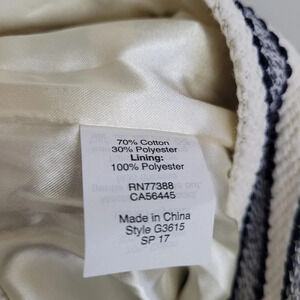 70% Cotton
30% Polyester
Lining:
100% Polyester
RN77388
CA56445
Made in China
Style G3615
SP 17